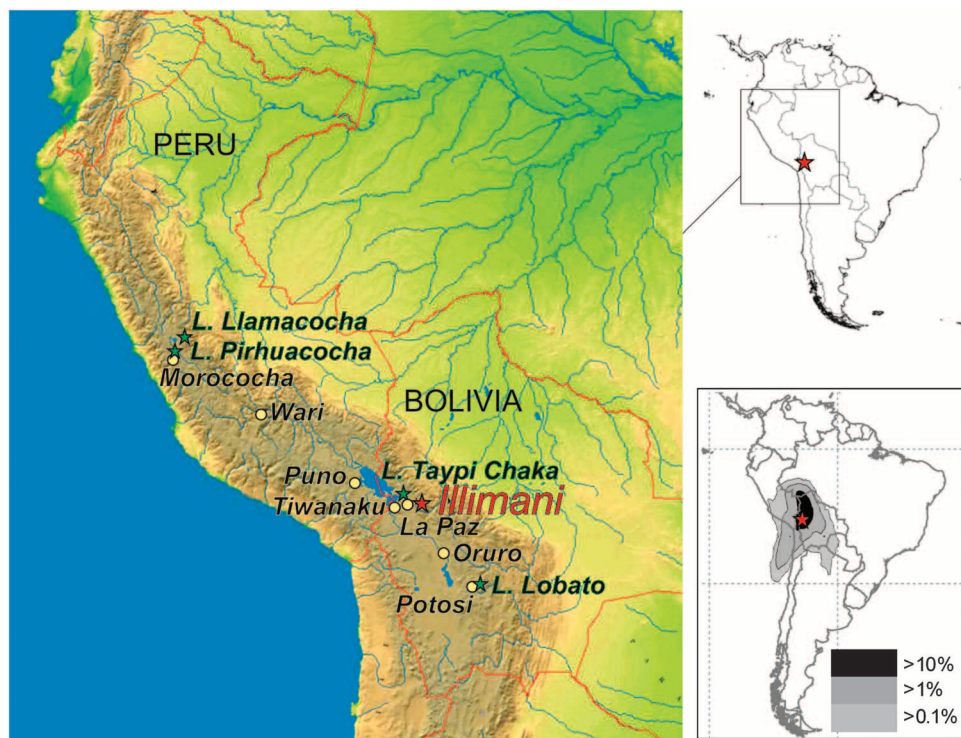 PERU
L. Llamacocha
L. Pirhuacocha
Morococha
Wari
BOLIVIA
L. Taypi Chaka
Puno
Illimani
Tiwanaku
La Paz
Oruro
L. Lobato
Potosi
>10%
>1%
>0.1%